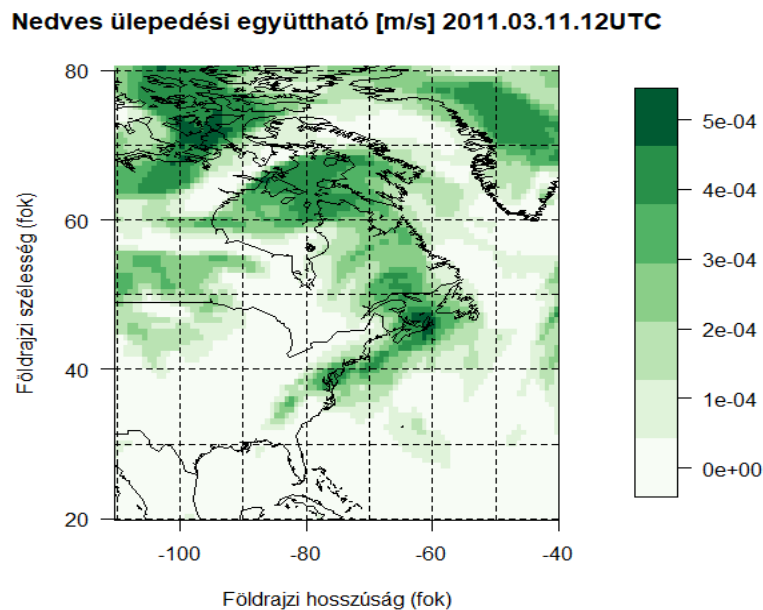 Nedves ülepedési együttható [m/s] 2011.03.11.12UTC
80
60
40
20
-100
-80
-60
-40
Földrajzi szélesség (fok)
Földrajzi hosszúság (fok)
5e-04
4e-04
3e-04
2e-04
1e-04
0e+00